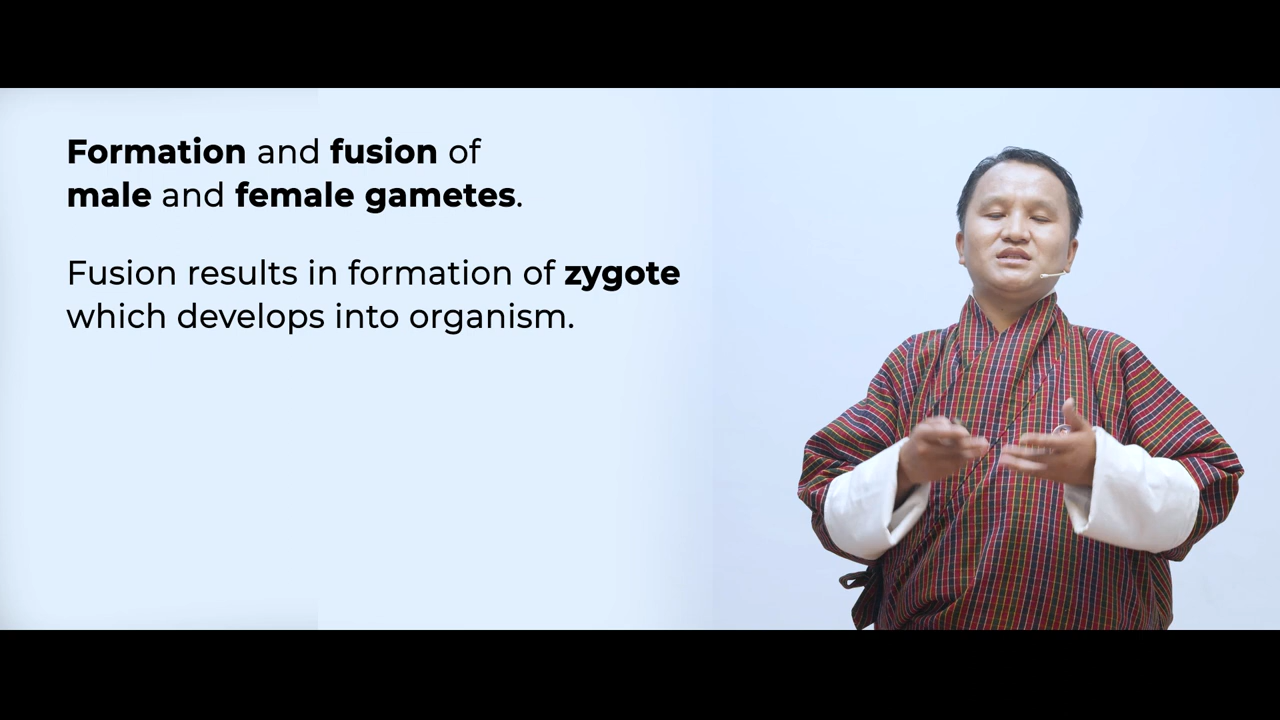 Formation and fusion of
male and female gametes.
Fusion results in formation of zygote
which develops into organism.